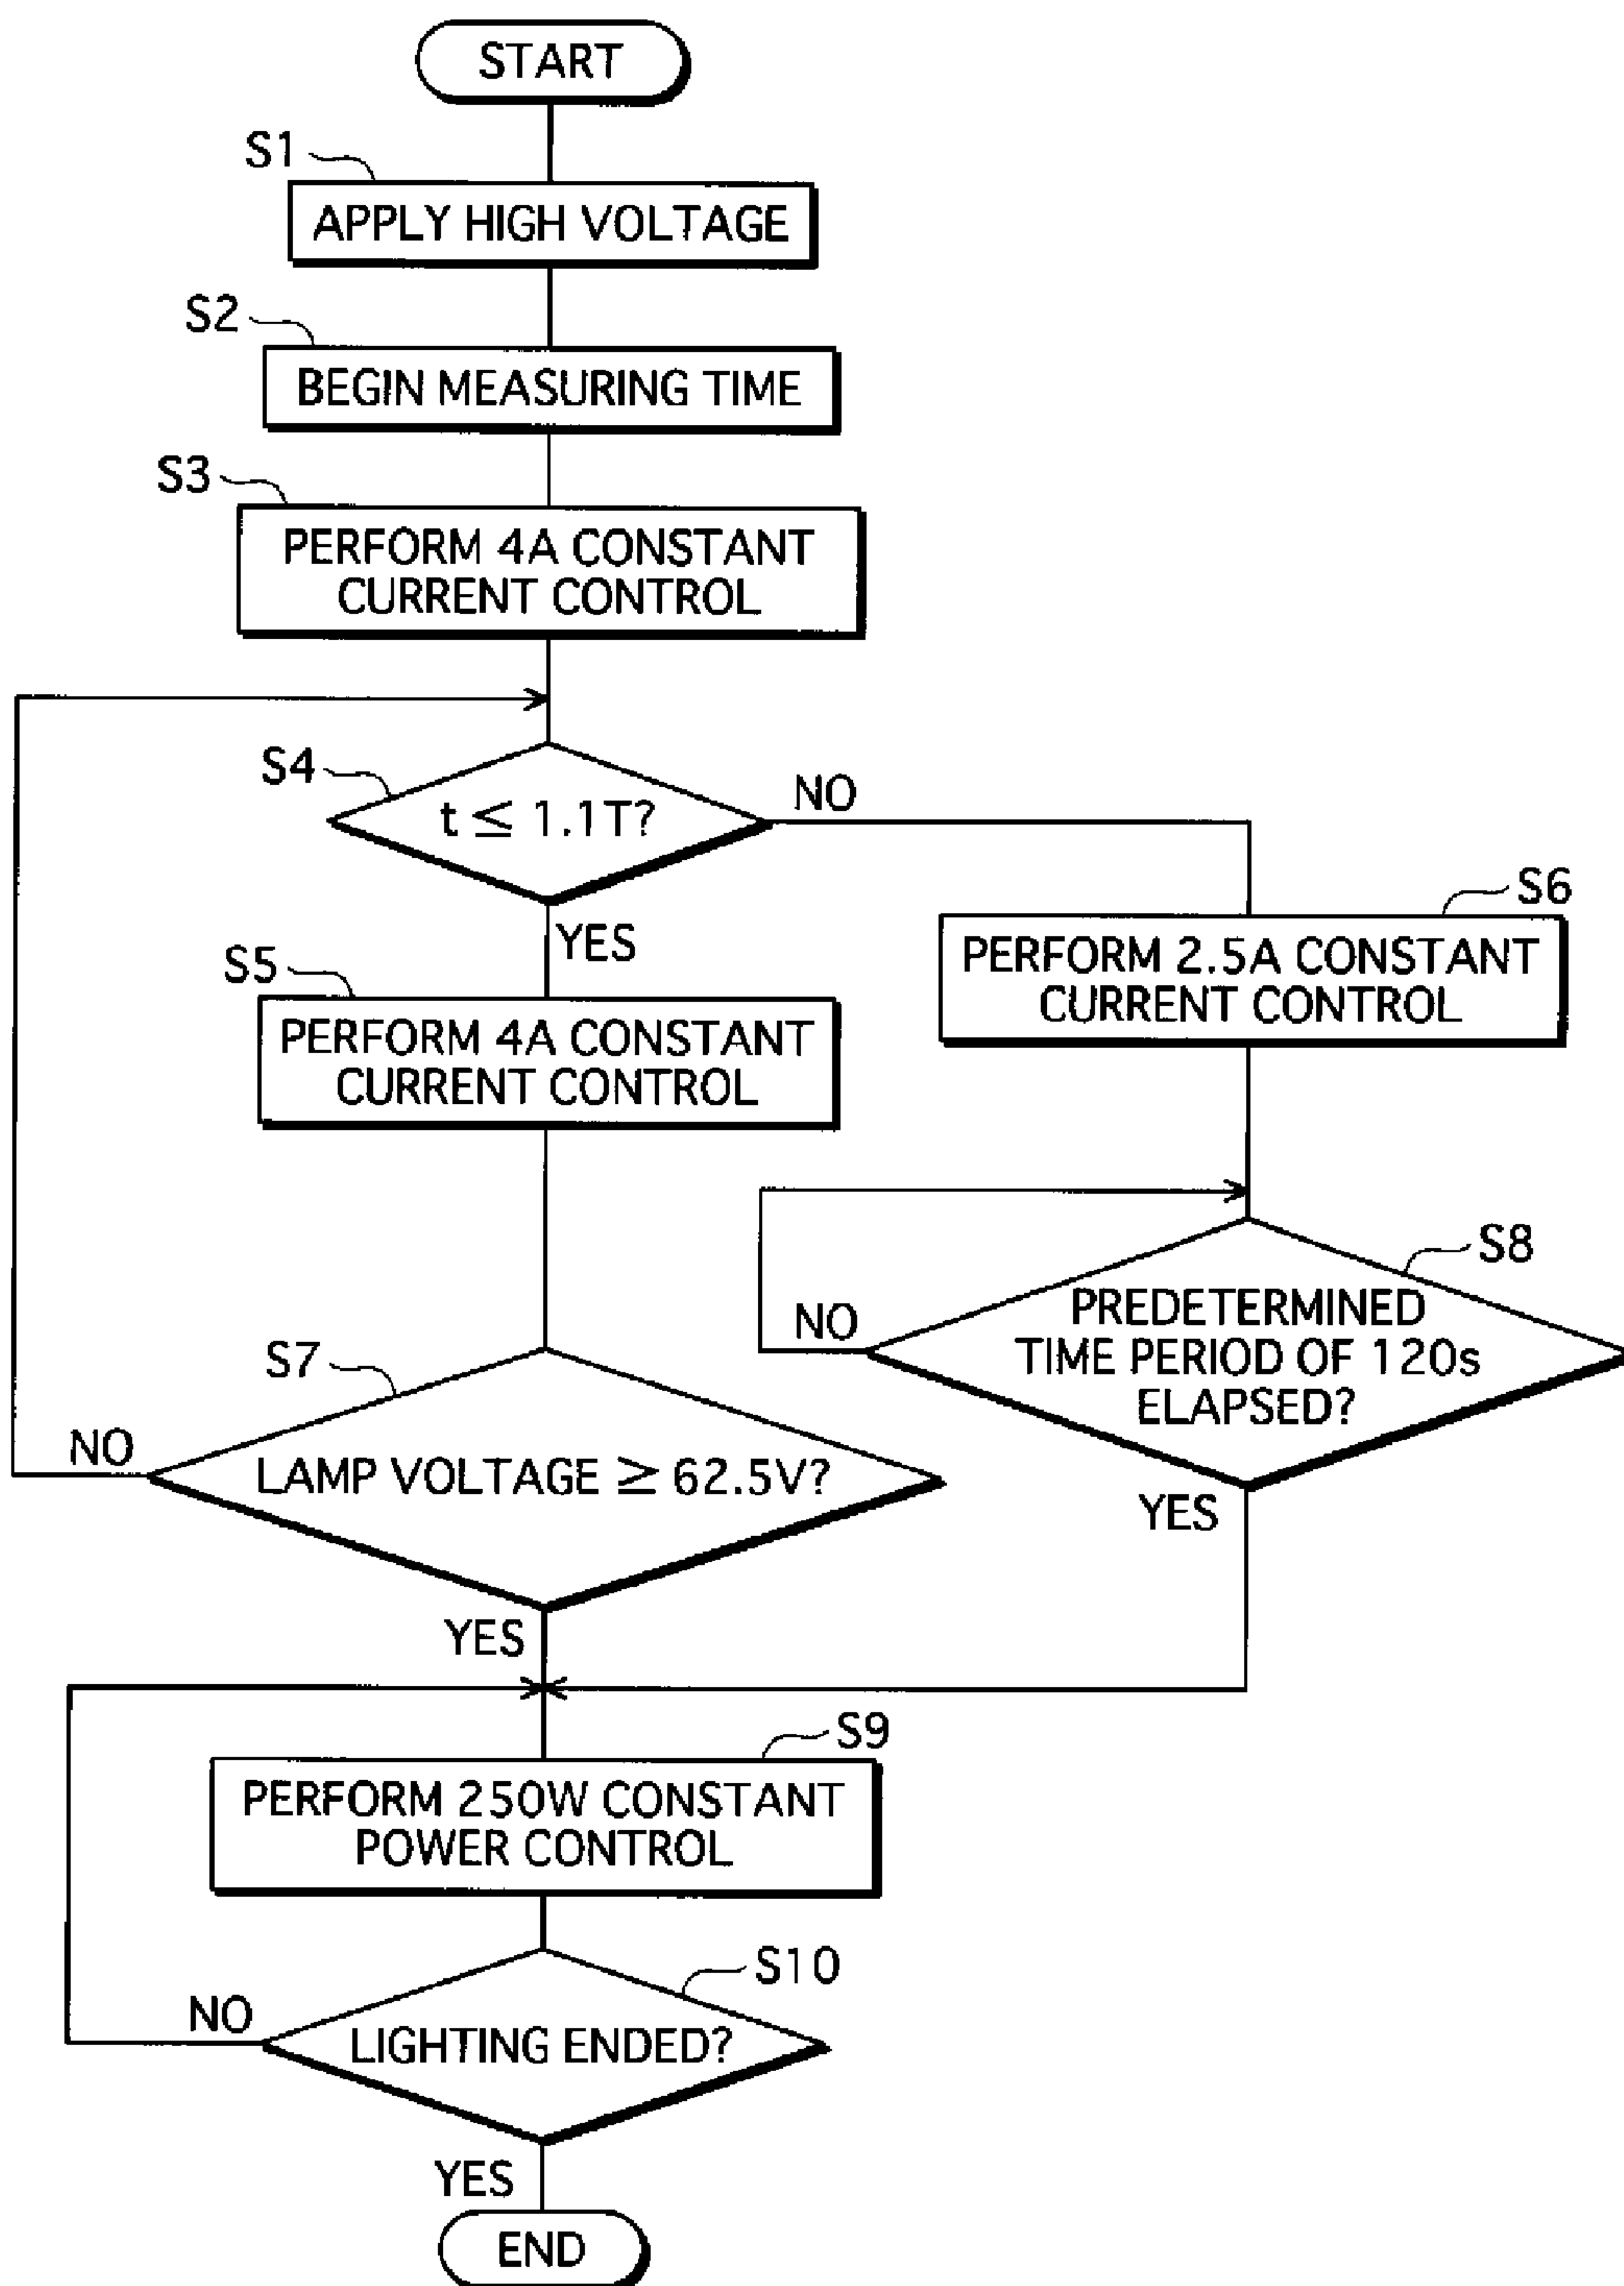 START
S1
APPLY HIGH VOLTAGE
S2
BEGIN MEASURING TIME
S3
PERFORM 4A CONSTANT
CURRENT CONTROL
S4
t ≤ 1.1T?
NO
YES
S5
PERFORM 4A CONSTANT
CURRENT CONTROL
S6
PERFORM 2.5A CONSTANT
CURRENT CONTROL
S7
LAMP VOLTAGE ≥ 62.5V?
NO
YES
S8
PREDETERMINED
TIME PERIOD OF 120s
ELAPSED?
NO
YES
S9
PERFORM 250W CONSTANT
POWER CONTROL
S10
LIGHTING ENDED?
NO
YES
END